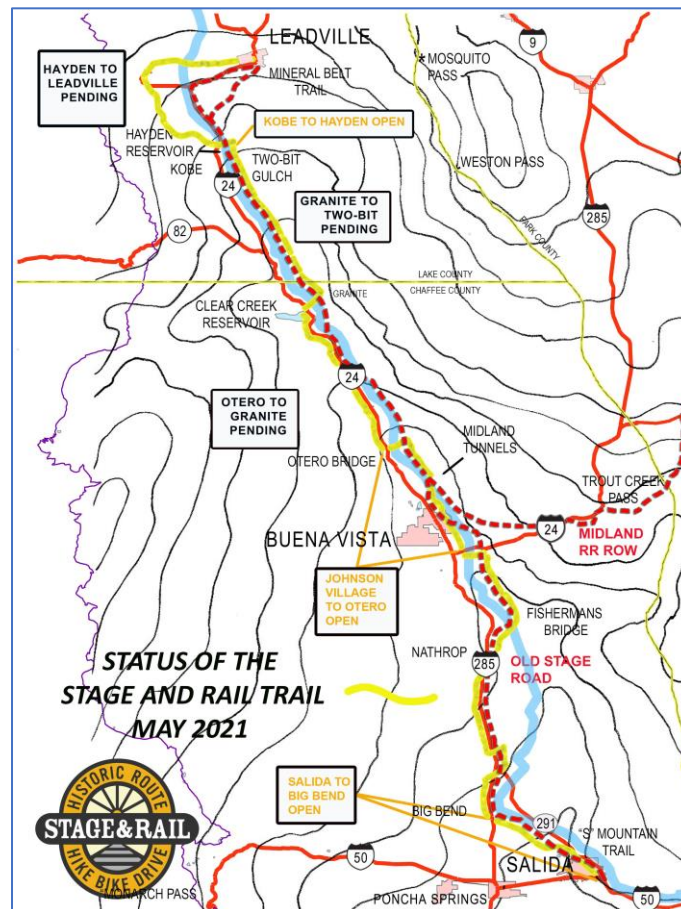 LEADVILLE
9
MOSQUITO
PASS
*
HAYDEN TO
LEADVILLE
PENDING
MINERAL BELT
TRAIL
KOBE TO HAYDEN OPEN
HAYDEN
RESERVOIR
KOBE
TWO-BIT
GULCH
WESTON PASS
24
GRANITE TO
TWO-BIT
PENDING
285
82
PARK COUNTY
LAKE COUNTY
CHAFFEE COUNTY
GRANITE
CLEAR CREEK
RESERVOIR
24
OTERO TO
GRANITE
PENDING
MIDLAND
TUNNELS
OTERO BRIDGE
TROUT CREEK
PASS
24
MIDLAND
RR ROW
BUENA VISTA
JOHNSON
VILLAGE
TO OTERO
OPEN
FISHERMANS
BRIDGE
NATHROP
285
OLD STAGE
ROAD
STATUS OF THE
STAGE AND RAIL TRAIL
MAY 2021
SALIDA TO
BIG BEND
OPEN
BIG BEND
291
"S" MOUNTAIN
TRAIL
HISTORIC ROUTE
STAGE & RAIL
HIKE BIKE DRIVE
50
SALIDA
MONARCH PASS
PONCHA SPRINGS
50